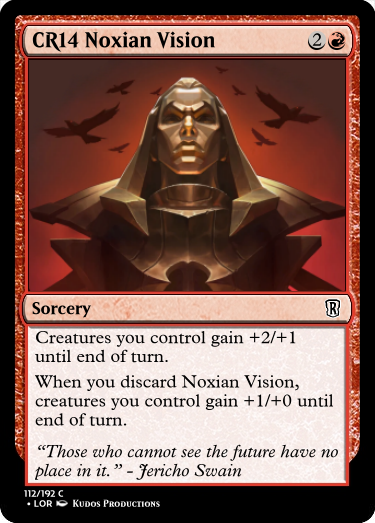 CR14 Noxian Vision 2
Sorcery R
Creatures you control gain +2/+1
until end of turn.
When you discard Noxian Vision,
creatures you control gain +1/+0 until
end of turn.
“Those who cannot see the future have no
place in it.” - Jericho Swain
112/192 C
• LOR Kudos Productions